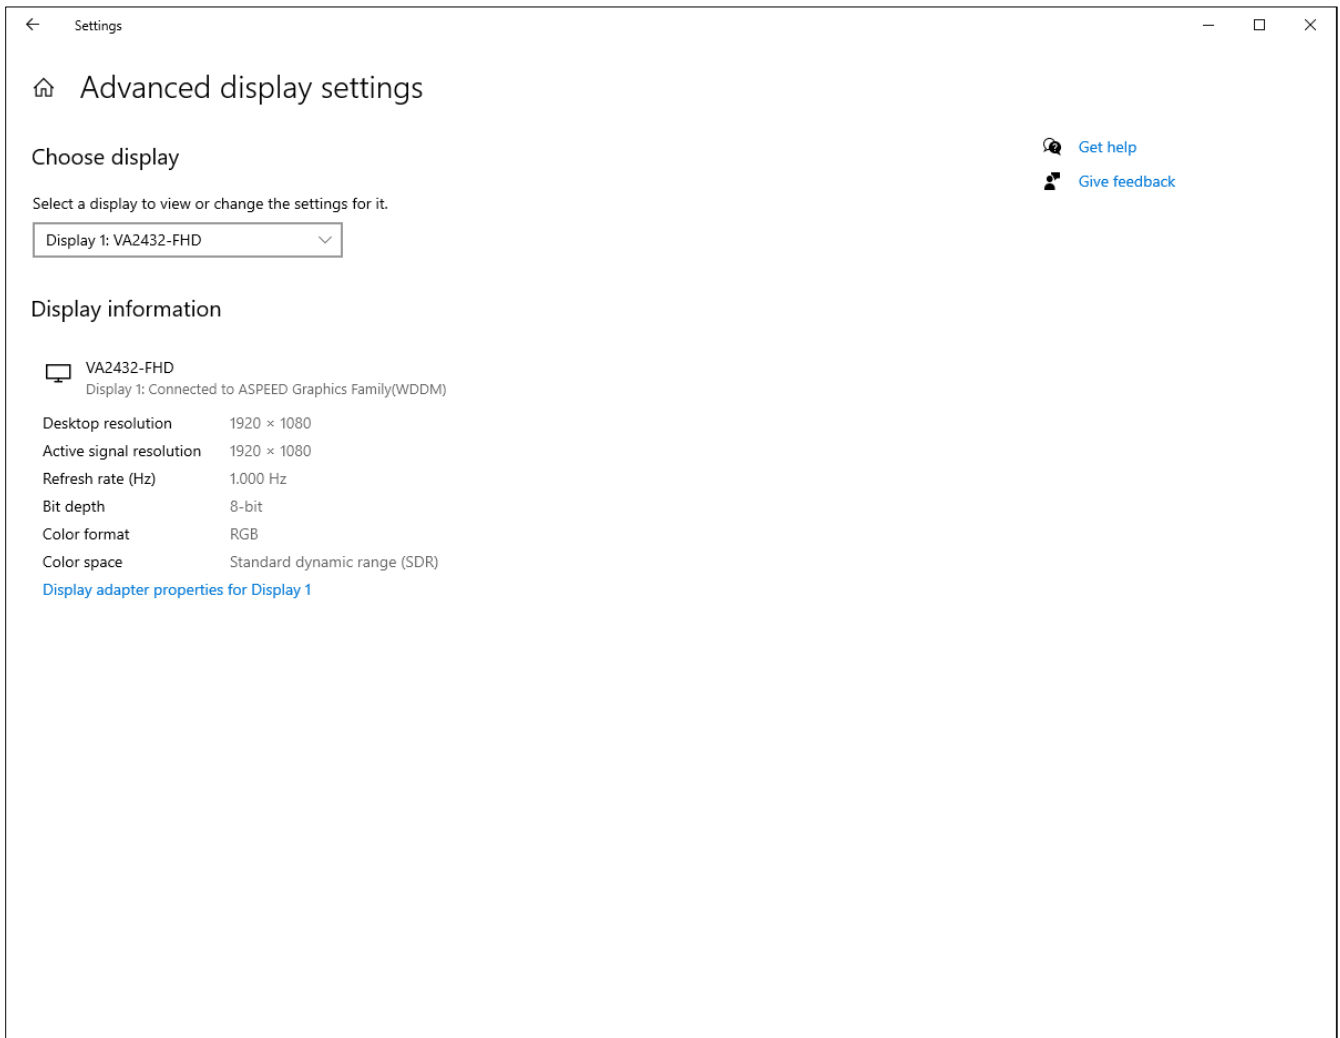 Settings
Advanced display settings
Choose display
Get help
Give feedback
Select a display to view or change the settings for it.
Display 1: VA2432-FHD
Display information
VA2432-FHD
Display 1: Connected to ASPEED Graphics Family(WDDM)
Desktop resolution 1920 × 1080
Active signal resolution 1920 × 1080
Refresh rate (Hz) 1.000 Hz
Bit depth 8-bit
Color format RGB
Color space Standard dynamic range (SDR)
Display adapter properties for Display 1